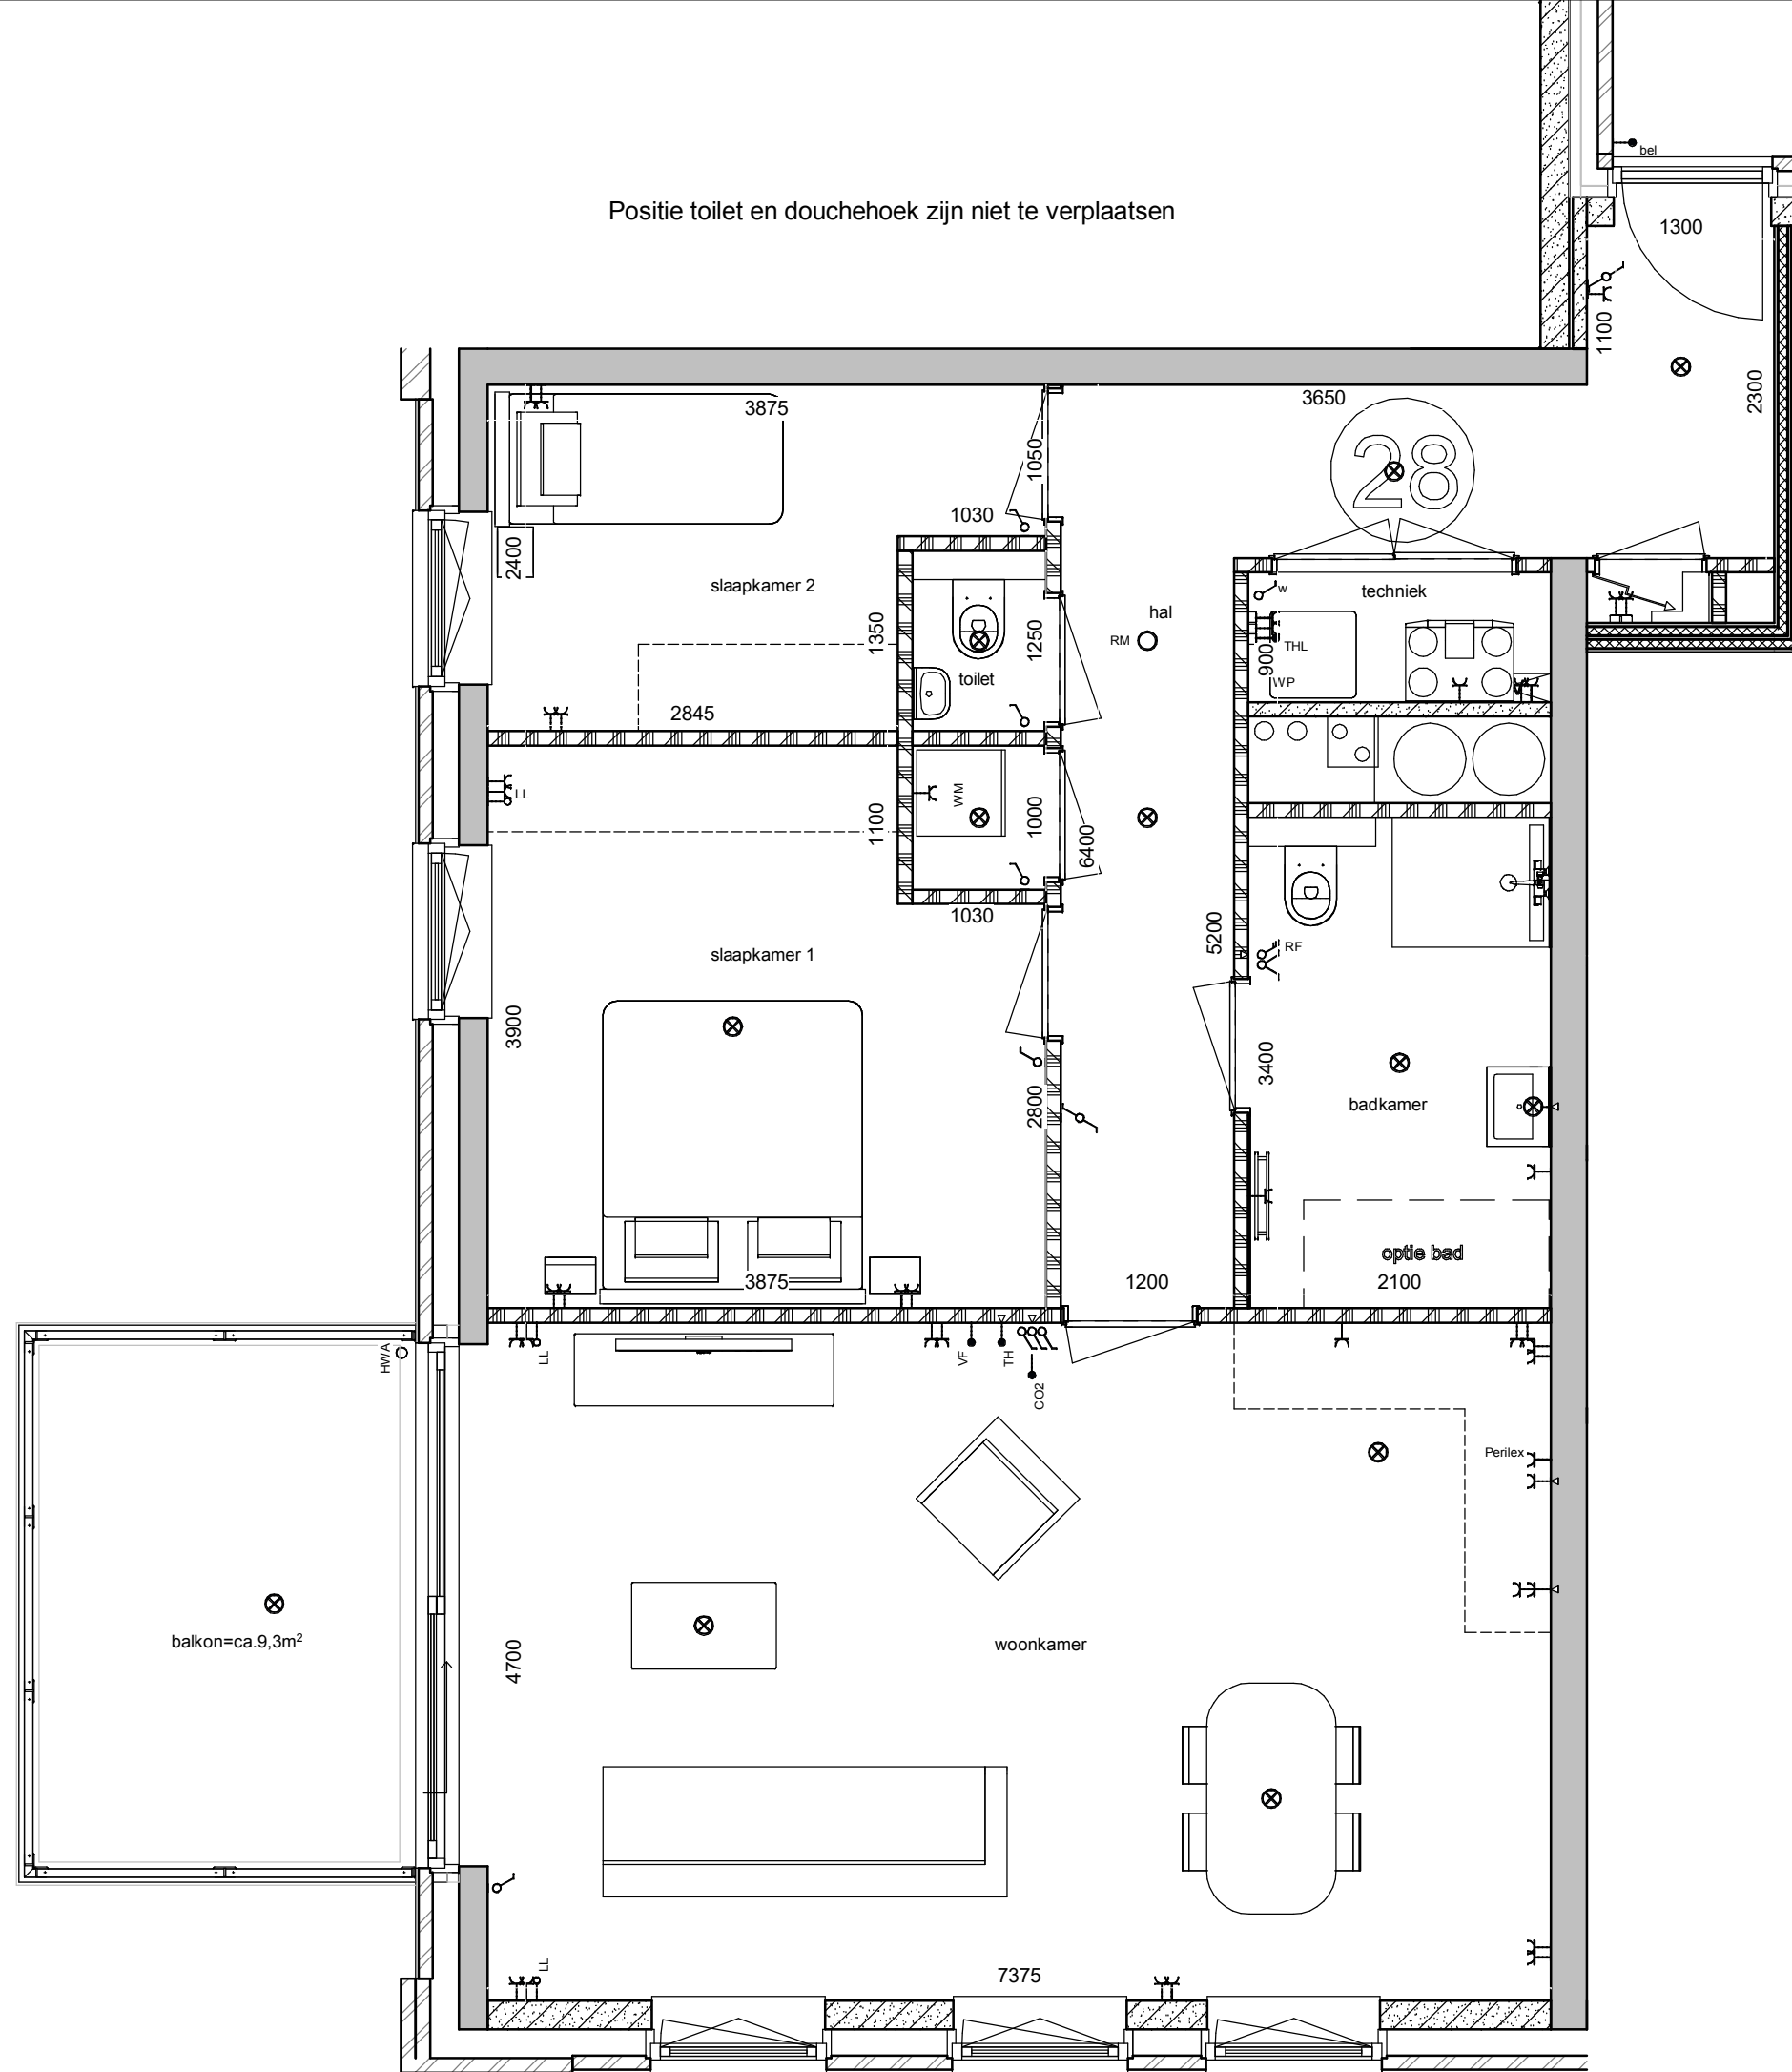 bel
Positie toilet en douchehoek zijn niet te verplaatsen
1300
1100
2300
3875
3650
1050
28
1030
2400
slaapkamer 2
techniek
w
hal
RM
1350
1250
THL
900
WP
toilet
2845
LL
WM
1100
1000
6400
1030
5200
RF
slaapkamer 1
3900
3400
2800
badkamer
optie bad
3875
1200
2100
HWA
LL
VF
TH
CO2
Perilex
balkon=ca.9,3m²
woonkamer
4700
LL
7375